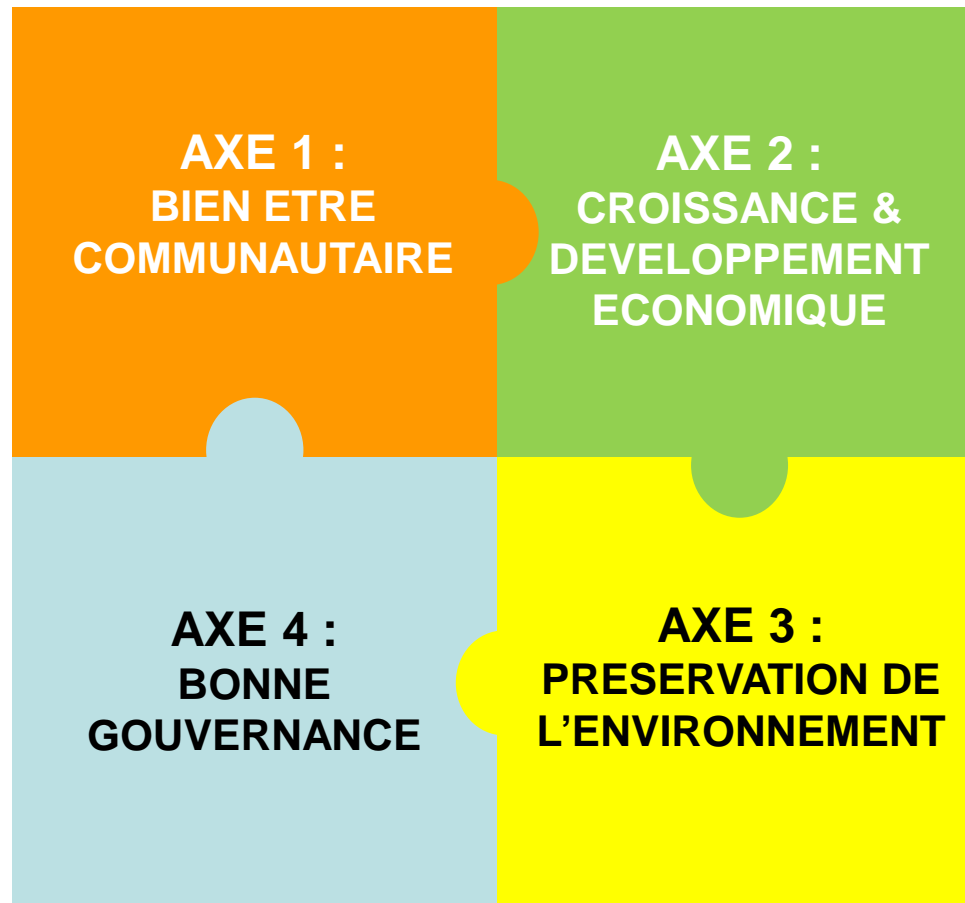 AXE 1 :
BIEN ETRE
COMMUNAUTAIRE
AXE 2 :
CROISSANCE &
DEVELOPPEMENT
ECONOMIQUE
AXE 4 :
BONNE
GOUVERNANCE
AXE 3 :
PRESERVATION DE
L’ENVIRONNEMENT